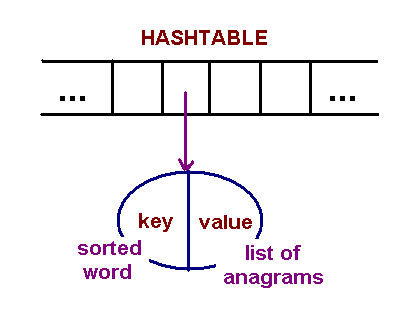 HASHTABLE
... ...
key value
sorted word
list of anagrams